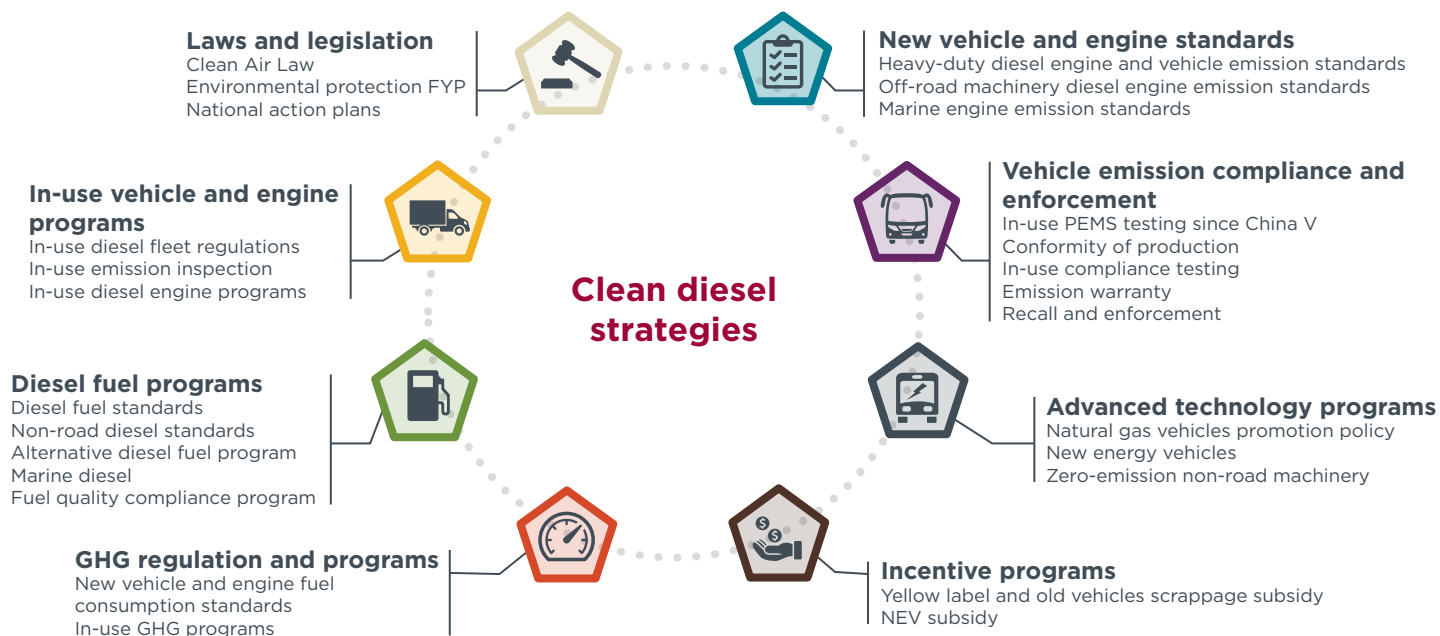 Laws and legislation
Clean Air Law
Environmental protection FYP
National action plans
New vehicle and engine standards
Heavy-duty diesel engine and vehicle emission standards
Off-road machinery diesel engine emission standards
Marine engine emission standards
In-use vehicle and engine
programs
In-use diesel fleet regulations
In-use emission inspection
In-use diesel engine programs
Vehicle emission compliance and
enforcement
In-use PEMS testing since China V
Conformity of production
In-use compliance testing
Emission warranty
Recall and enforcement
Clean diesel
strategies
Diesel fuel programs
Diesel fuel standards
Non-road diesel standards
Alternative diesel fuel program
Marine diesel
Fuel quality compliance program
Advanced technology programs
Natural gas vehicles promotion policy
New energy vehicles
Zero-emission non-road machinery
GHG regulation and programs
New vehicle and engine fuel
consumption standards
In-use GHG programs
$
$
Incentive programs
Yellow label and old vehicles scrappage subsidy
NEV subsidy